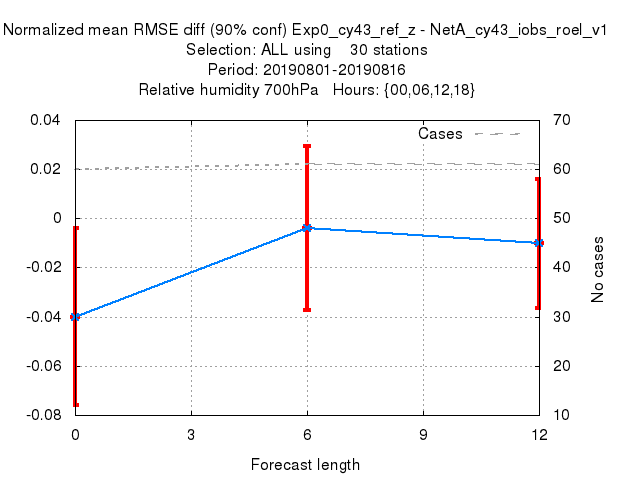 Normalized mean RMSE diff (90% conf) Exp0_cy43_ref_z - NetA_cy43_iobs_roel_v1
Selection: ALL using    30 stations
Period: 20190801-20190816
Relative humidity 700hPa   Hours: {00,06,12,18}
Cases
0.04
0.02
0
-0.02
-0.04
-0.06
-0.08
70
60
50
40
30
20
10
No cases
0 3 6 9 12
Forecast length